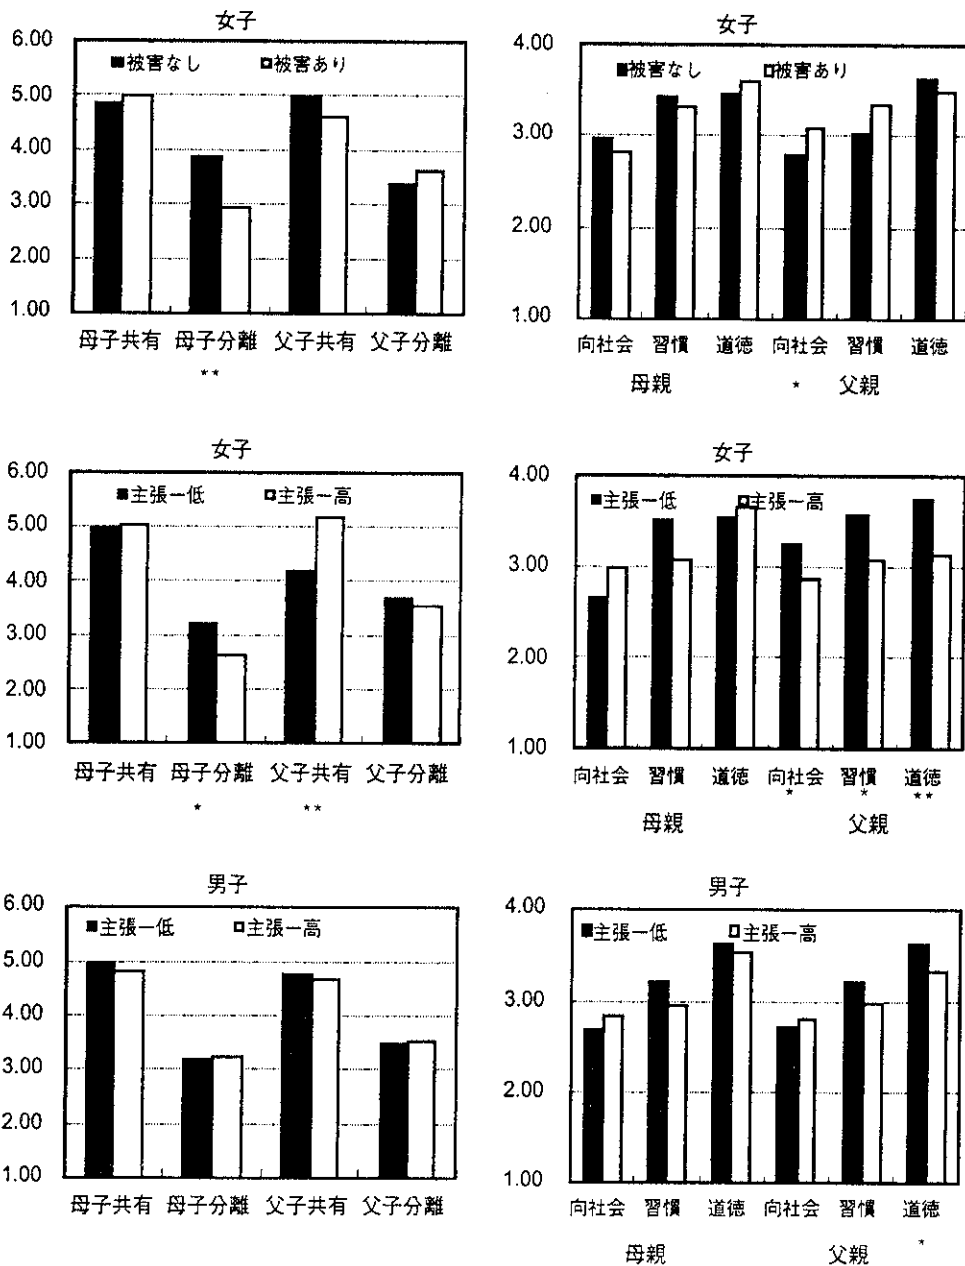 女子
6.00
■被害なし □被害あり
5.00
4.00
3.00
2.00
1.00
母子共有 母子分離 父子共有 父子分離
**
女子
4.00
■被害なし □被害あり
3.00
2.00
1.00
向社会 習慣 道徳 向社会 習慣 道徳
母親 * 父親
女子
6.00
■主張ー低 □主張ー高
5.00
4.00
3.00
2.00
1.00
母子共有 母子分離 父子共有 父子分離
* **
女子
4.00
■主張ー低 □主張ー高
3.00
2.00
1.00
向社会 習慣 道徳 向社会 習慣 道徳
* * **
母親 父親
男子
6.00
■主張ー低 □主張ー高
5.00
4.00
3.00
2.00
1.00
母子共有 母子分離 父子共有 父子分離
男子
4.00
■主張ー低 □主張ー高
3.00
2.00
1.00
向社会 習慣 道徳 向社会 習慣 道徳
母親 父親 *